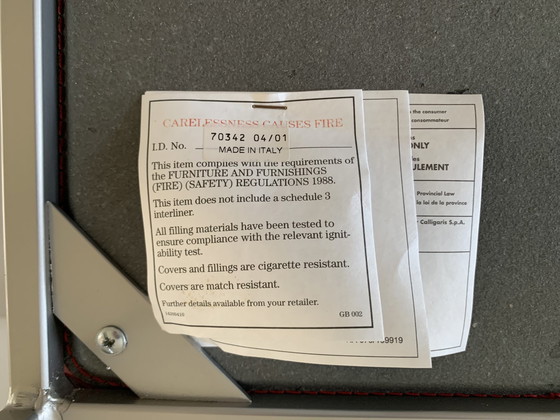 CARELESSNESS CAUSES FIRE
70342 04/01
I.D. No.
MADE IN ITALY
This item complies with the requirements of
the FURNITURE AND FURNISHINGS
(FIRE) (SAFETY) REGULATIONS 1988.
This item does not include a schedule 3
interliner.
All filling materials have been tested to
ensure compliance with the relevant ignit-
ability test.
Covers and fillings are cigarette resistant.
Covers are match resistant.
Further details available from your retailer.
GB 002
9919
the consumer
consommateur
ONLY
ULEMENT
Provincial Law
la loi de la province
Calligaris S.p.A.